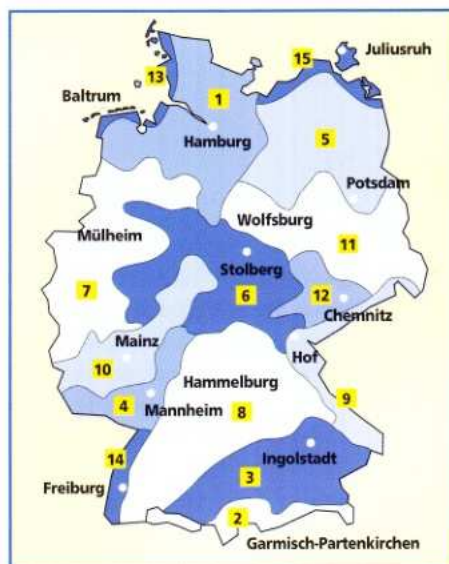 15
Juliusruh
13
1
Baltrum
5
Hamburg
Potsdam
Wolfsburg
Mülheim
11
Stolberg
7
6
12
Chemnitz
Mainz
Hof
10
Hammelburg
9
4
Mannheim
8
14
Ingolstadt
3
Freiburg
2
Garmisch-Partenkirchen